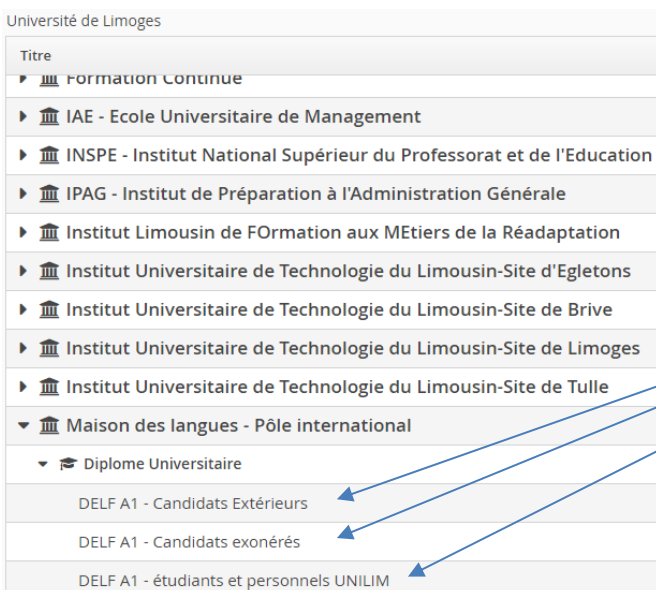 Université de Limoges
Titre
Formation Continue
IAE - Ecole Universitaire de Management
INSPE - Institut National Supérieur du Professorat et de l'Education
IPAG - Institut de Préparation à l'Administration Générale
Institut Limousin de FOrmation aux MEtiers de la Réadaptation
Institut Universitaire de Technologie du Limousin-Site d'Egletons
Institut Universitaire de Technologie du Limousin-Site de Brive
Institut Universitaire de Technologie du Limousin-Site de Limoges
Institut Universitaire de Technologie du Limousin-Site de Tulle
Maison des langues - Pôle international
Diplome Universitaire
DELF A1 - Candidats Extérieurs
DELF A1 - Candidats exonérés
DELF A1 - étudiants et personnels UNILIM